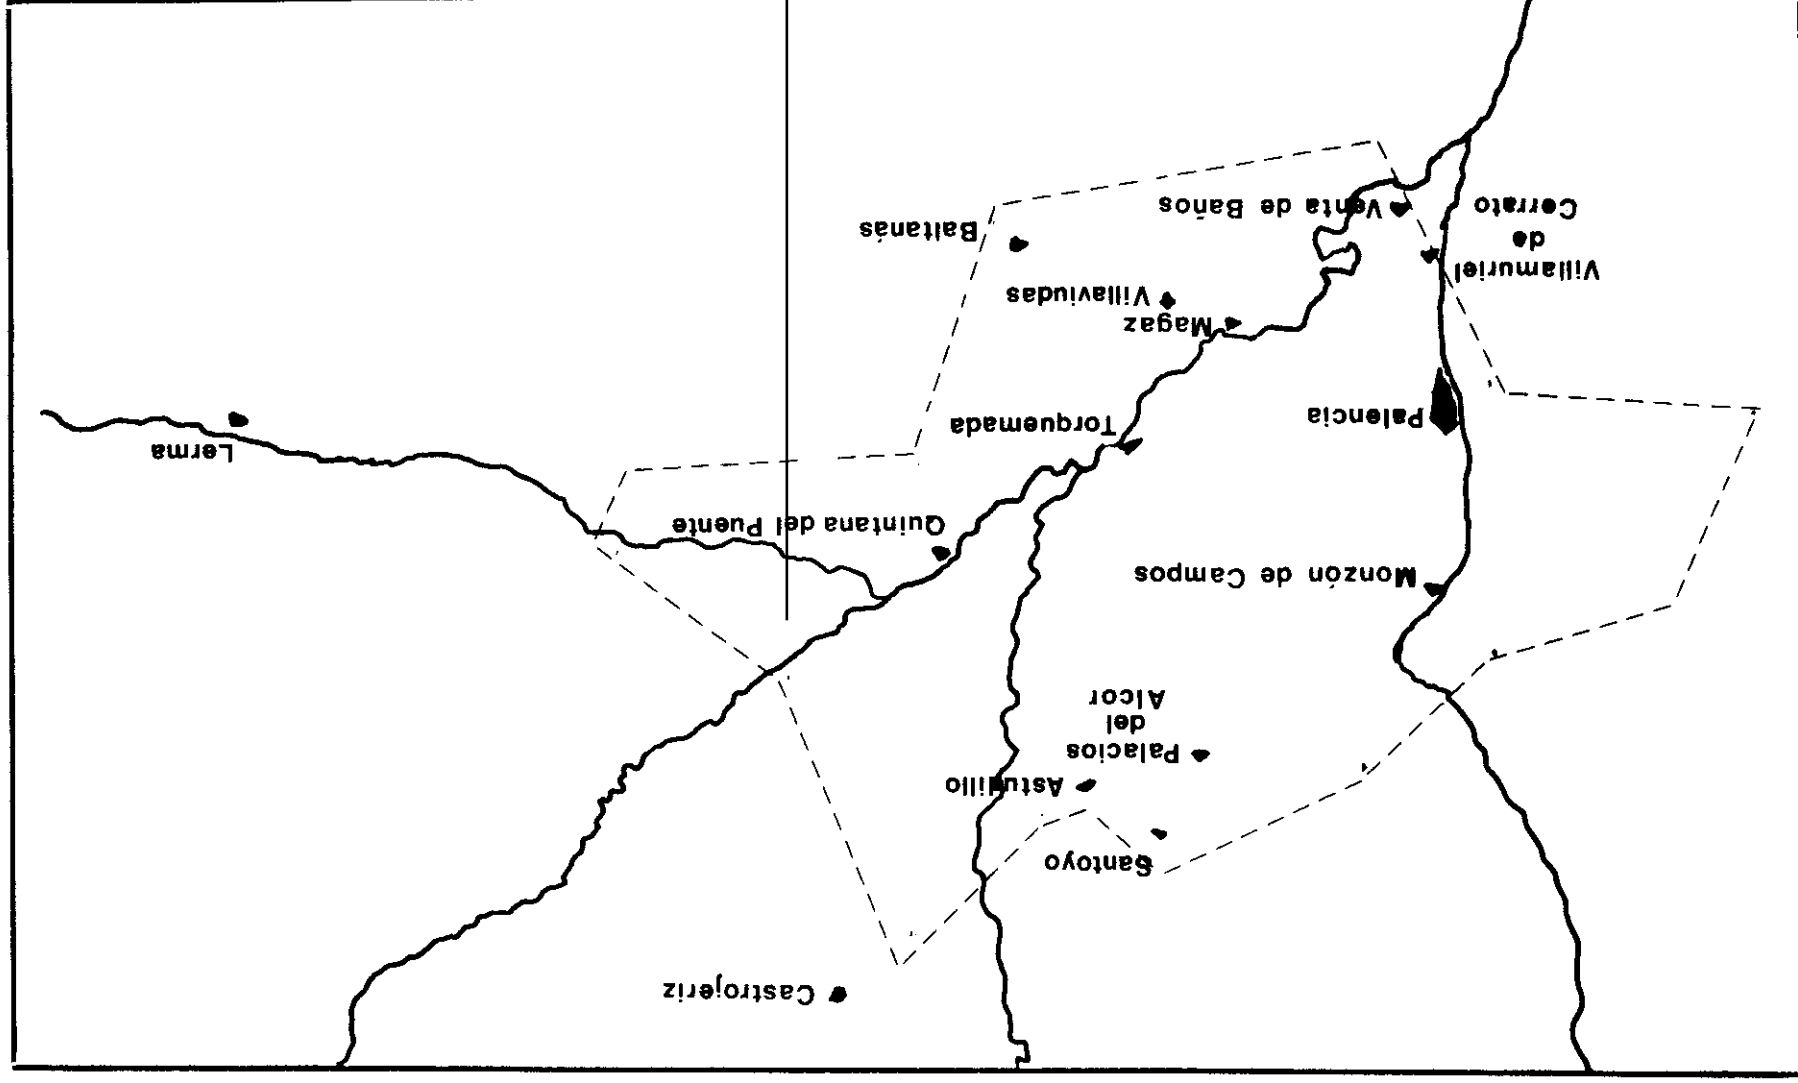 Castrojeriz
Santoyo
Astudillo
Palacios
del
Alcor
Monzón de Campos
Quintana del Puente
Lerma
Torquemada
Palencia
Magaz
Villaviudas
Villamuriel
de
Cerrato
Baltanás
Venta de Baños